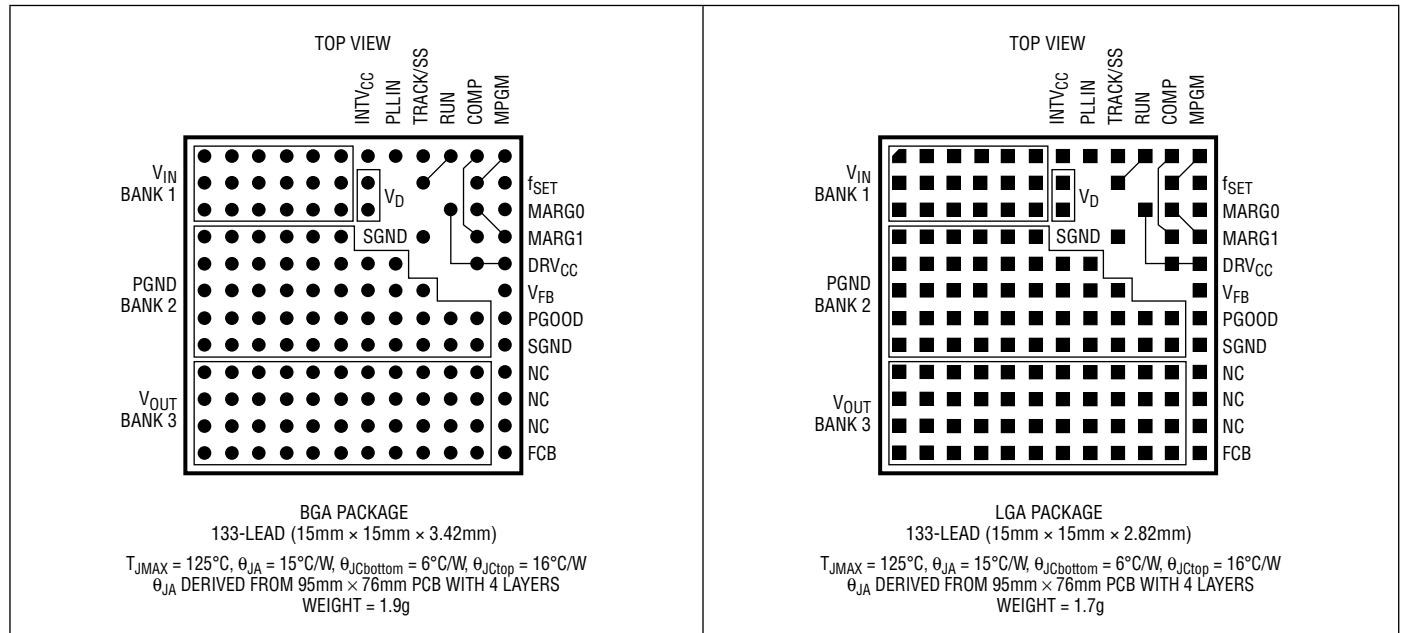 TOP VIEW
INTVCC
PLLIN
TRACK/SS
RUN
COMP
MPGM
VIN
BANK 1
VD
fSET
MARG0
MARG1
SGND
DRVCC
PGND
BANK 2
VFB
PGOOD
SGND
NC
VOUT
BANK 3
NC
NC
FCB
BGA PACKAGE
133-LEAD (15mm × 15mm × 3.42mm)
TJMAX = 125°C, θJA = 15°C/W, θJCbottom = 6°C/W, θJCtop = 16°C/W
θJA DERIVED FROM 95mm × 76mm PCB WITH 4 LAYERS
WEIGHT = 1.9g
TOP VIEW
INTVCC
PLLIN
TRACK/SS
RUN
COMP
MPGM
VIN
BANK 1
VD
fSET
MARG0
MARG1
SGND
DRVCC
PGND
BANK 2
VFB
PGOOD
SGND
NC
VOUT
BANK 3
NC
NC
FCB
LGA PACKAGE
133-LEAD (15mm × 15mm × 2.82mm)
TJMAX = 125°C, θJA = 15°C/W, θJCbottom = 6°C/W, θJCtop = 16°C/W
θJA DERIVED FROM 95mm × 76mm PCB WITH 4 LAYERS
WEIGHT = 1.7g